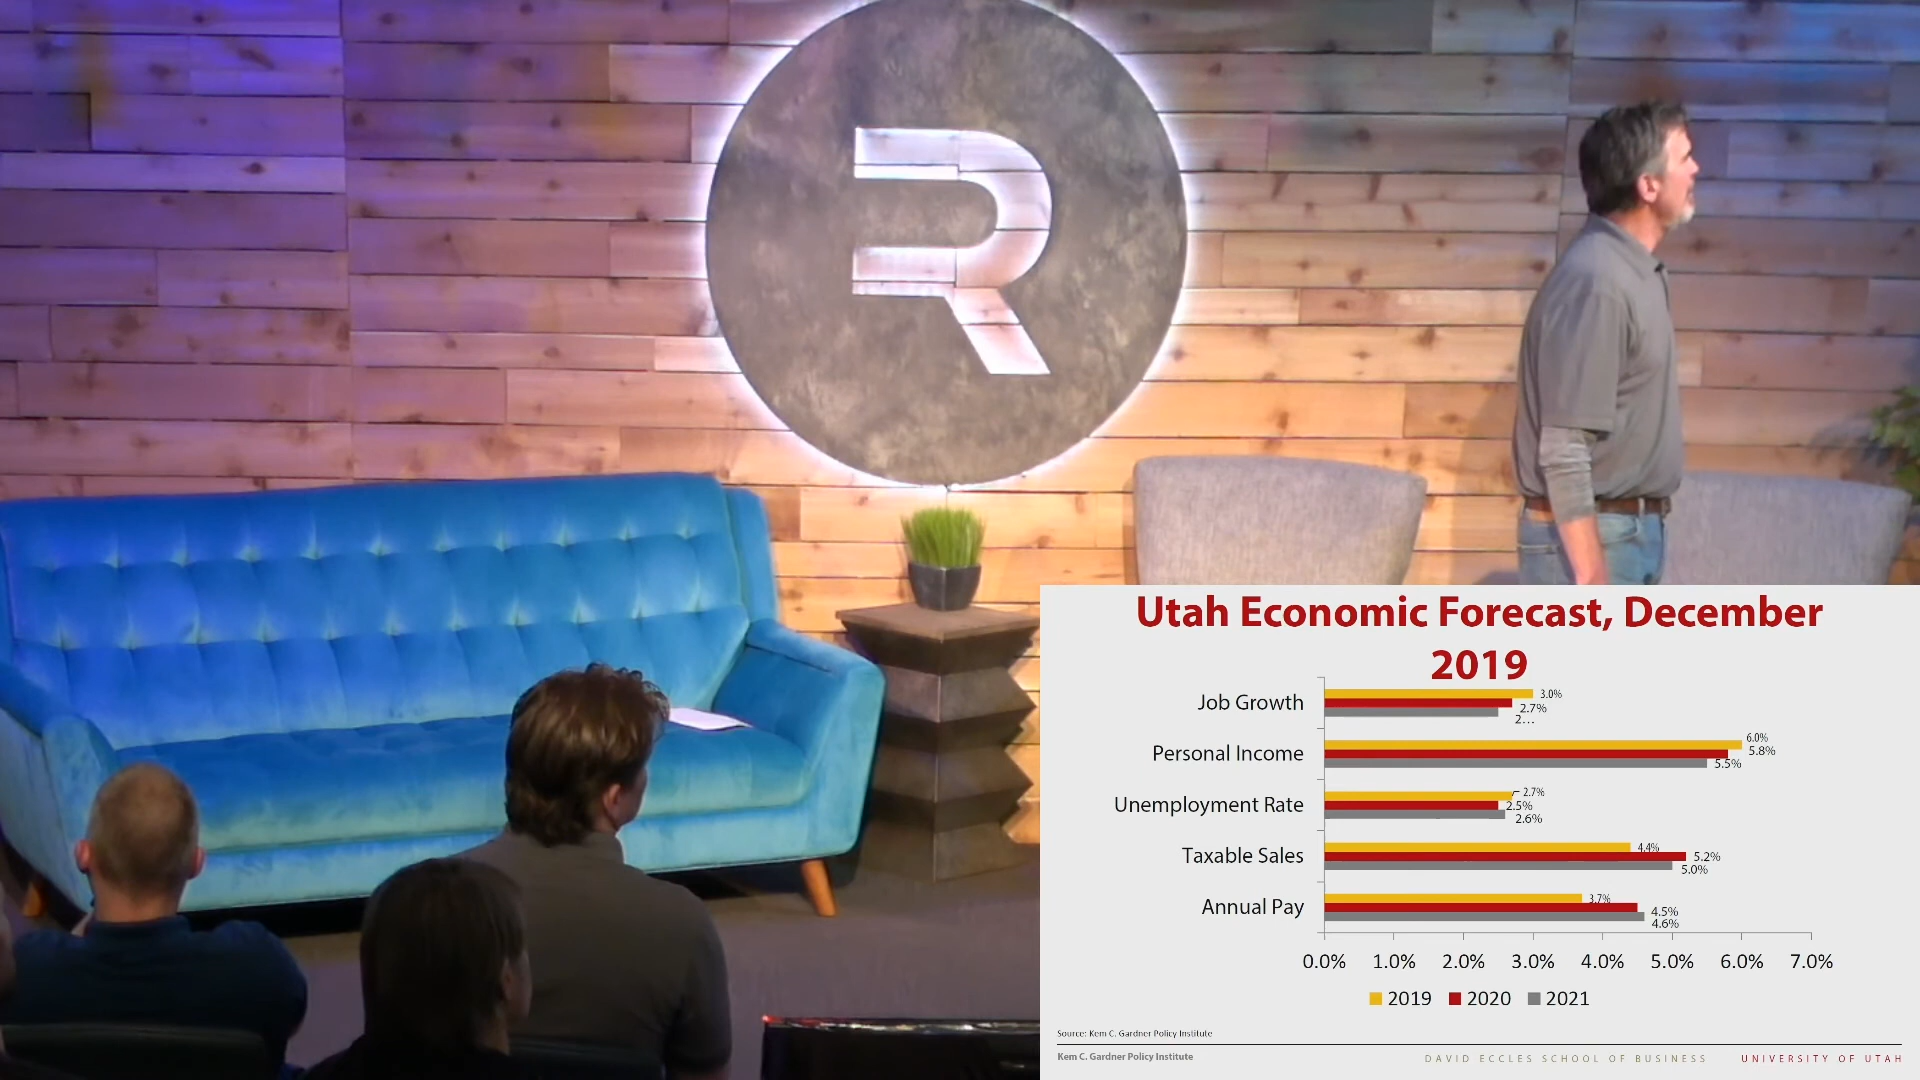 R
Utah Economic Forecast, December
2019
Job Growth
3.0%
2.7%
2...
Personal Income
6.0%
5.8%
5.5%
Unemployment Rate
2.7%
2.5%
2.6%
Taxable Sales
4.4%
5.2%
5.0%
Annual Pay
3.7%
4.5%
4.6%
0.0% 1.0% 2.0% 3.0% 4.0% 5.0% 6.0% 7.0%
2019 2020 2021
Source: Kem C. Gardner Policy Institute
Kem C. Gardner Policy Institute DAVID ECCLES SCHOOL OF BUSINESS UNIVERSITY OF UTAH